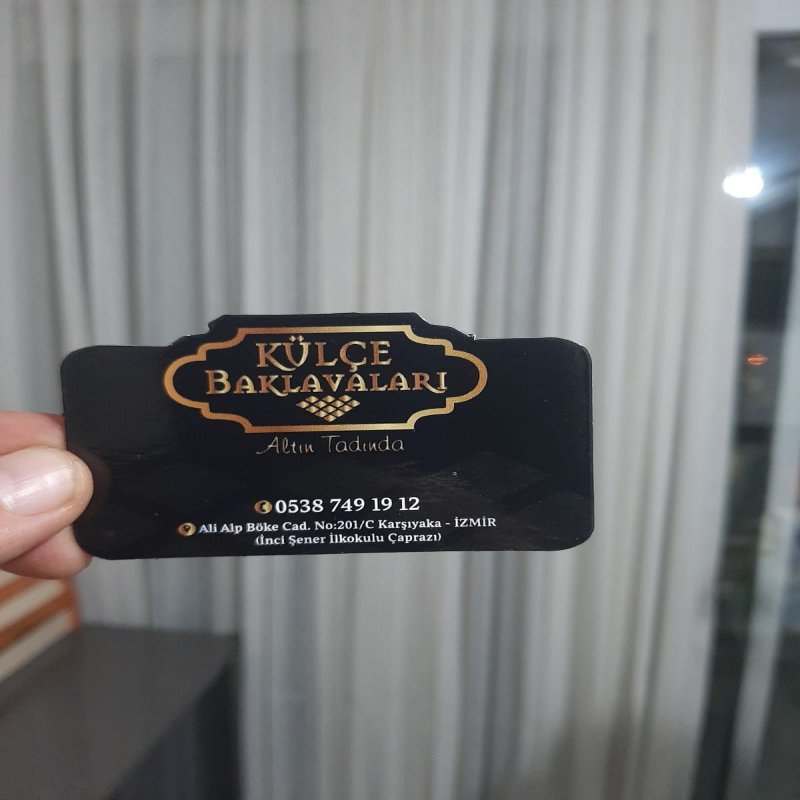 KÜLÇE
BAKLAVALARI
Altın Tadında
0538 749 19 12
Ali Alp Böke Cad. No:201/C Karşıyaka - İZMİR
(İnci Şener İlkokulu Çaprazı)